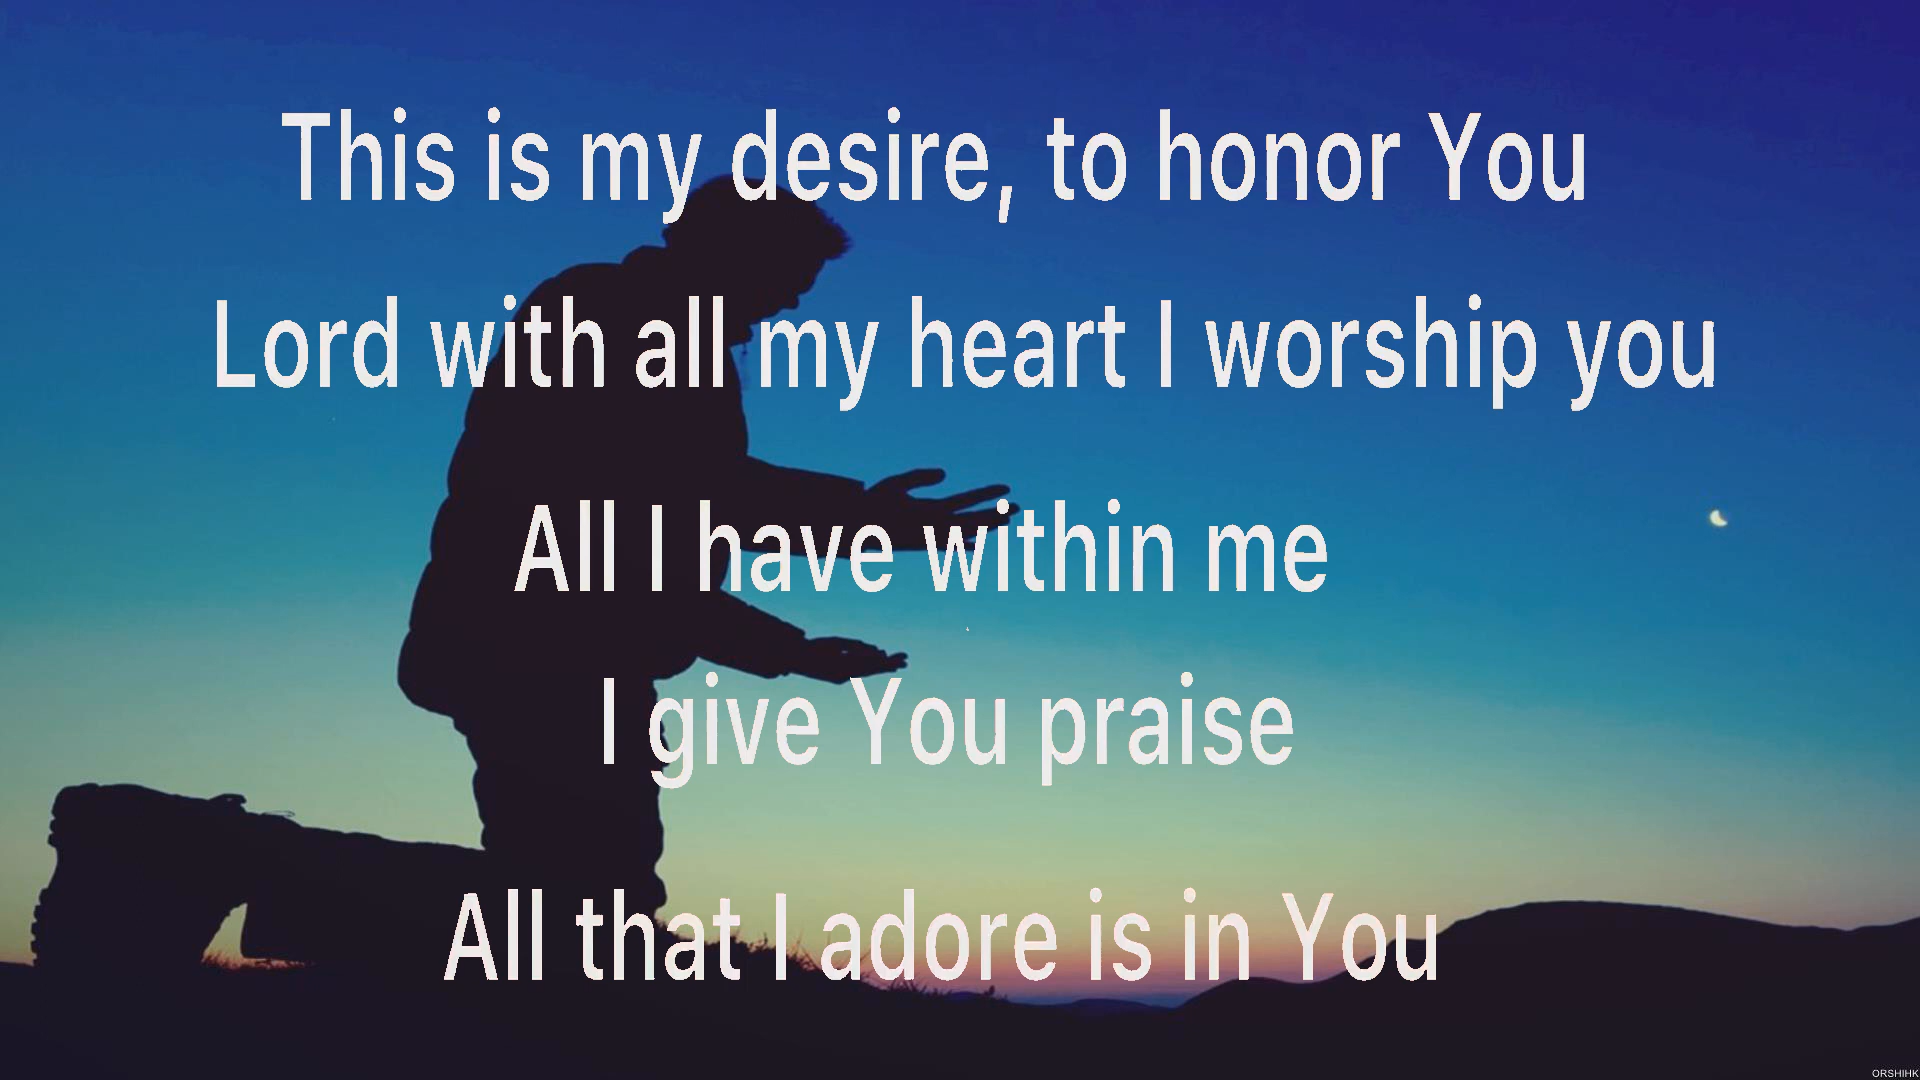 This is my desire, to honor You
Lord with all my heart I worship you
All I have within me
I give You praise
All that I adore is in You
ORSHIHK